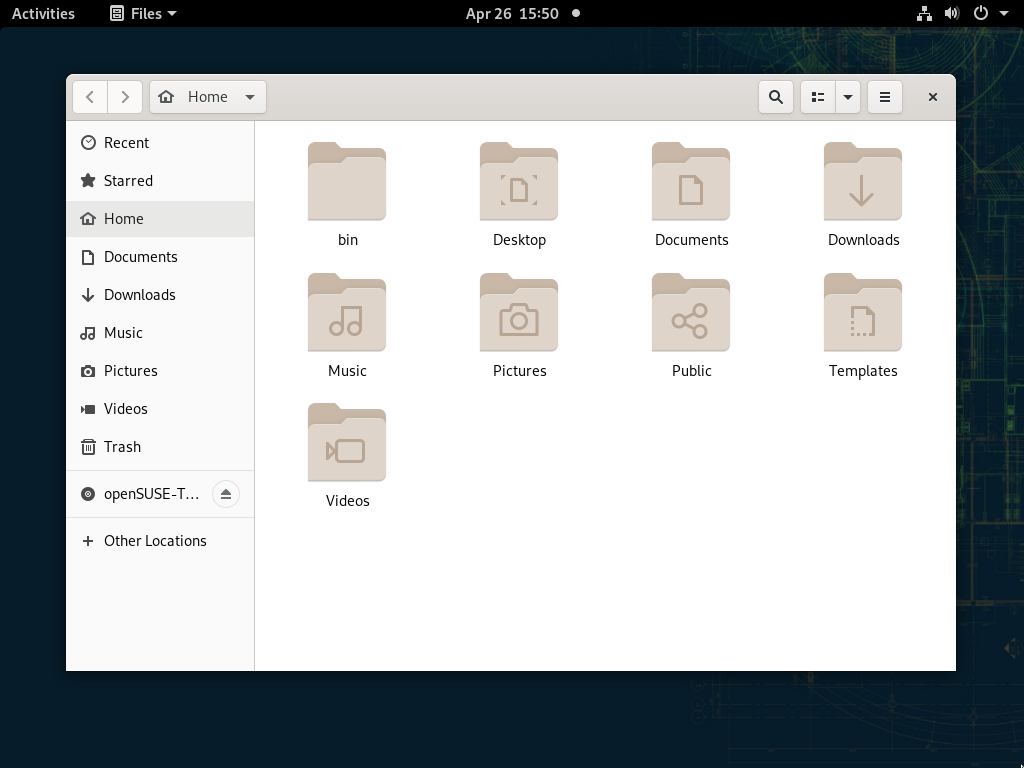 Activities Files Apr 26 15:50
Home
Recent
Starred
Home
Documents
Downloads
Music
Pictures
Videos
Trash
openSUSE-T...
Other Locations
bin Desktop Documents Downloads
Music Pictures Public Templates
Videos